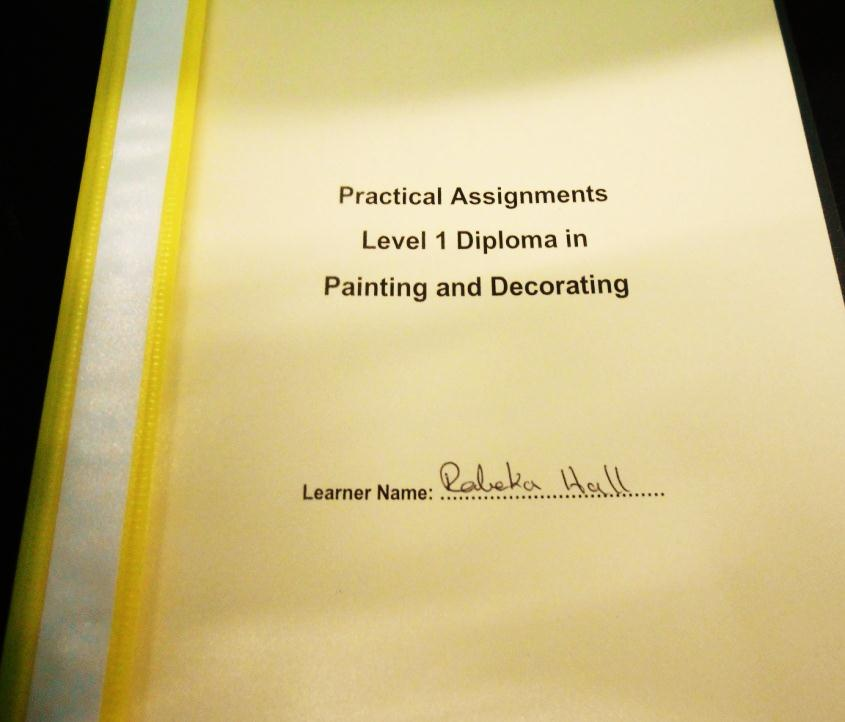 Practical Assignments
Level 1 Diploma in
Painting and Decorating
Learner Name: Rabeka Hall